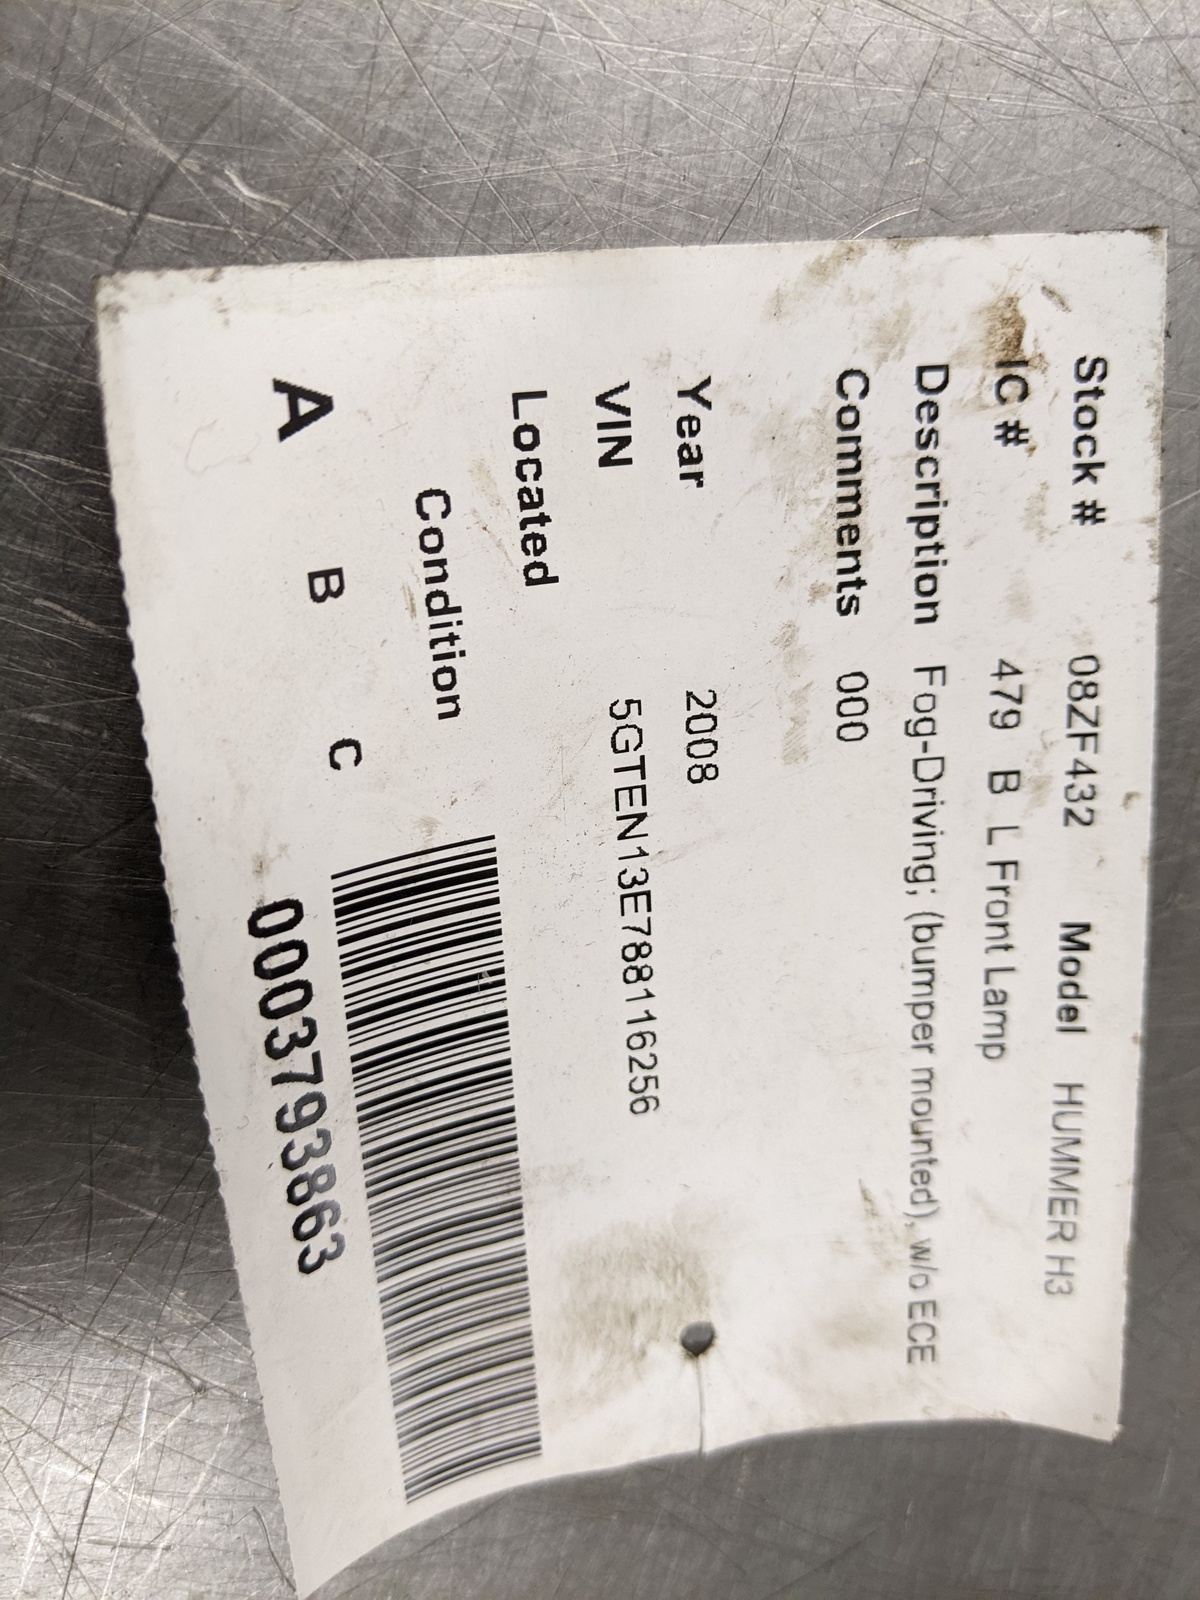 Stock # 08ZF432 Model HUMMER H3
IC # 479 B L Front Lamp
Description Fog-Driving; (bumper mounted), w/o ECE
Comments 000
Year 2008
VIN 5GTEN13E788116256
Located
Condition
A B C
0003793863